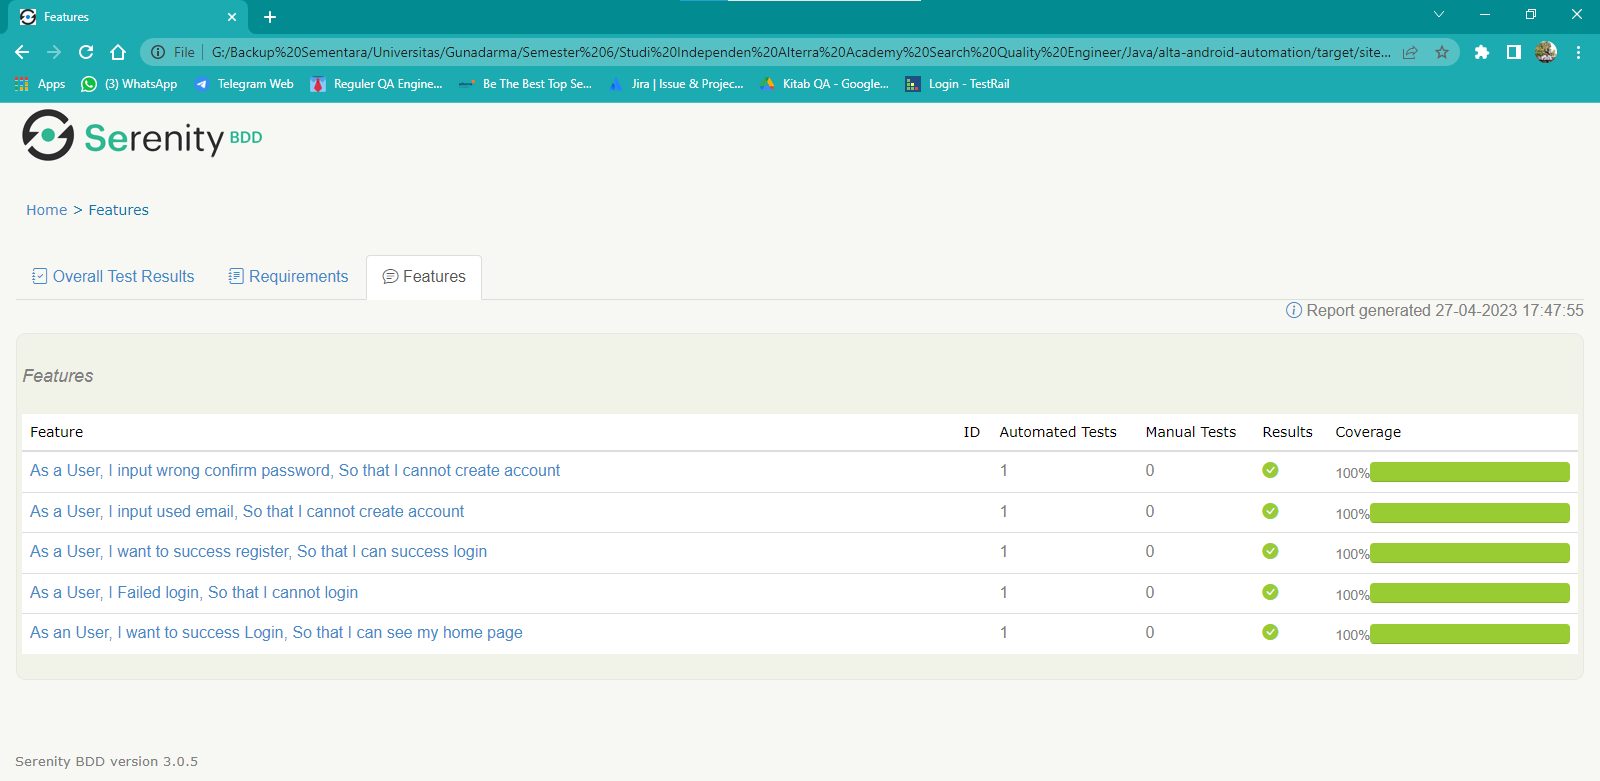 Features
File G:/Backup%20Sementara/Universitas/Gunadarma/Semester%206/Studi%20Independen%20Alterra%20Academy%20Search%20Quality%20Engineer/Java/alta-android-automation/target/site...
Apps (3) WhatsApp Telegram Web Reguler QA Engine... Be The Best Top Se... Jira | Issue & Projec... Kitab QA - Google... Login - TestRail
Serenity BDD
Home > Features
Overall Test Results Requirements Features
Report generated 27-04-2023 17:47:55
Features
Feature ID Automated Tests Manual Tests Results Coverage
As a User, I input wrong confirm password, So that I cannot create account 1 0 100%
As a User, I input used email, So that I cannot create account 1 0 100%
As a User, I want to success register, So that I can success login 1 0 100%
As a User, I Failed login, So that I cannot login 1 0 100%
As an User, I want to success Login, So that I can see my home page 1 0 100%
Serenity BDD version 3.0.5